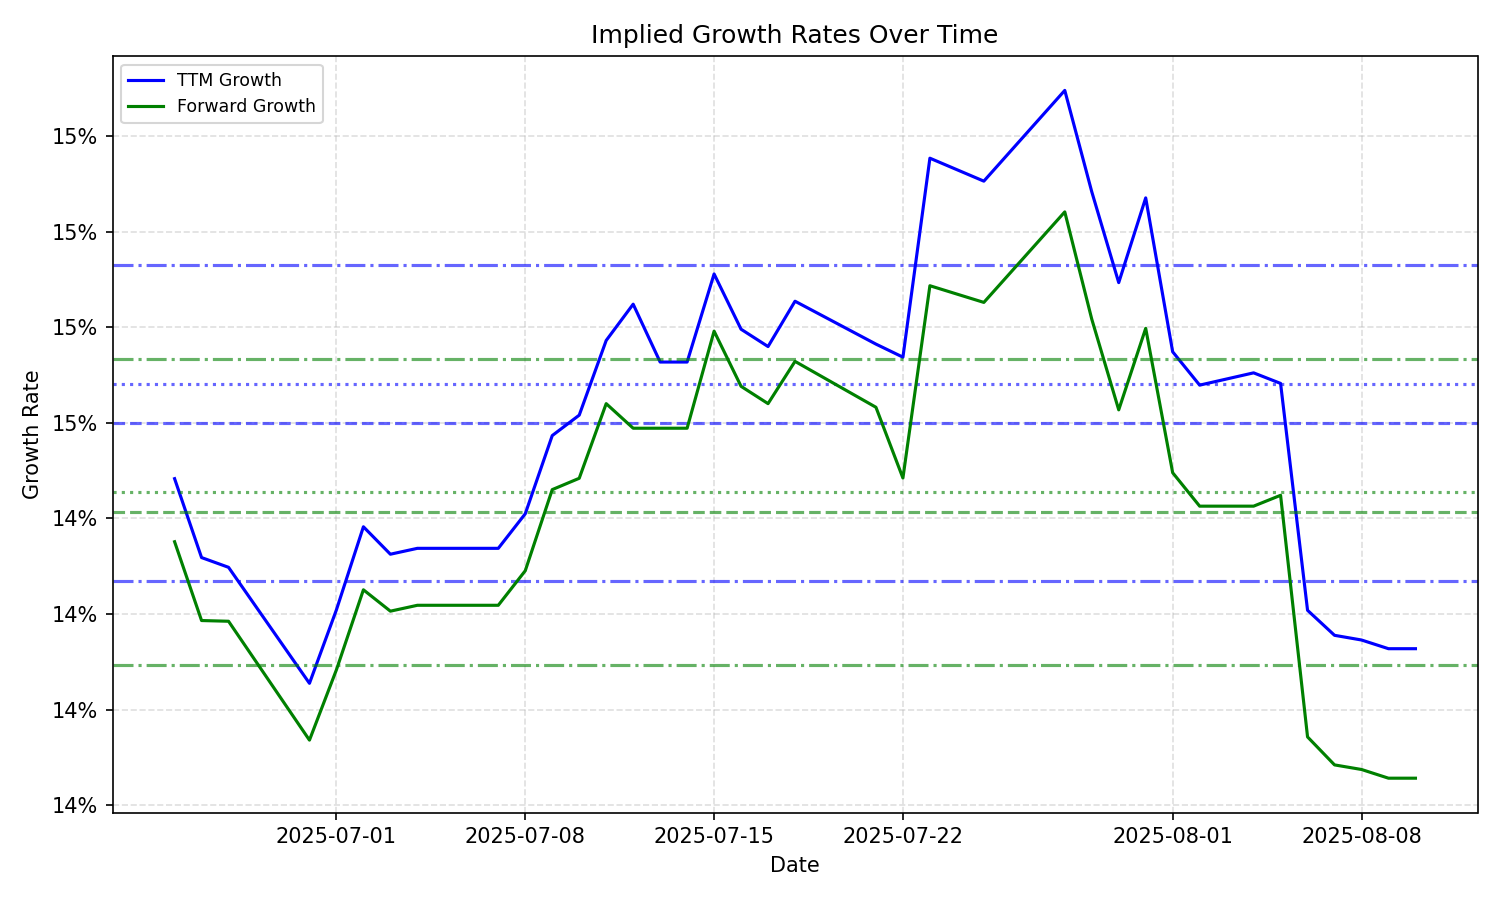 Implied Growth Rates Over Time
TTM Growth
Forward Growth
15%
15%
15%
15%
14%
14%
14%
14%
Growth Rate
2025-07-01
2025-07-08
2025-07-15
2025-07-22
2025-08-01
2025-08-08
Date